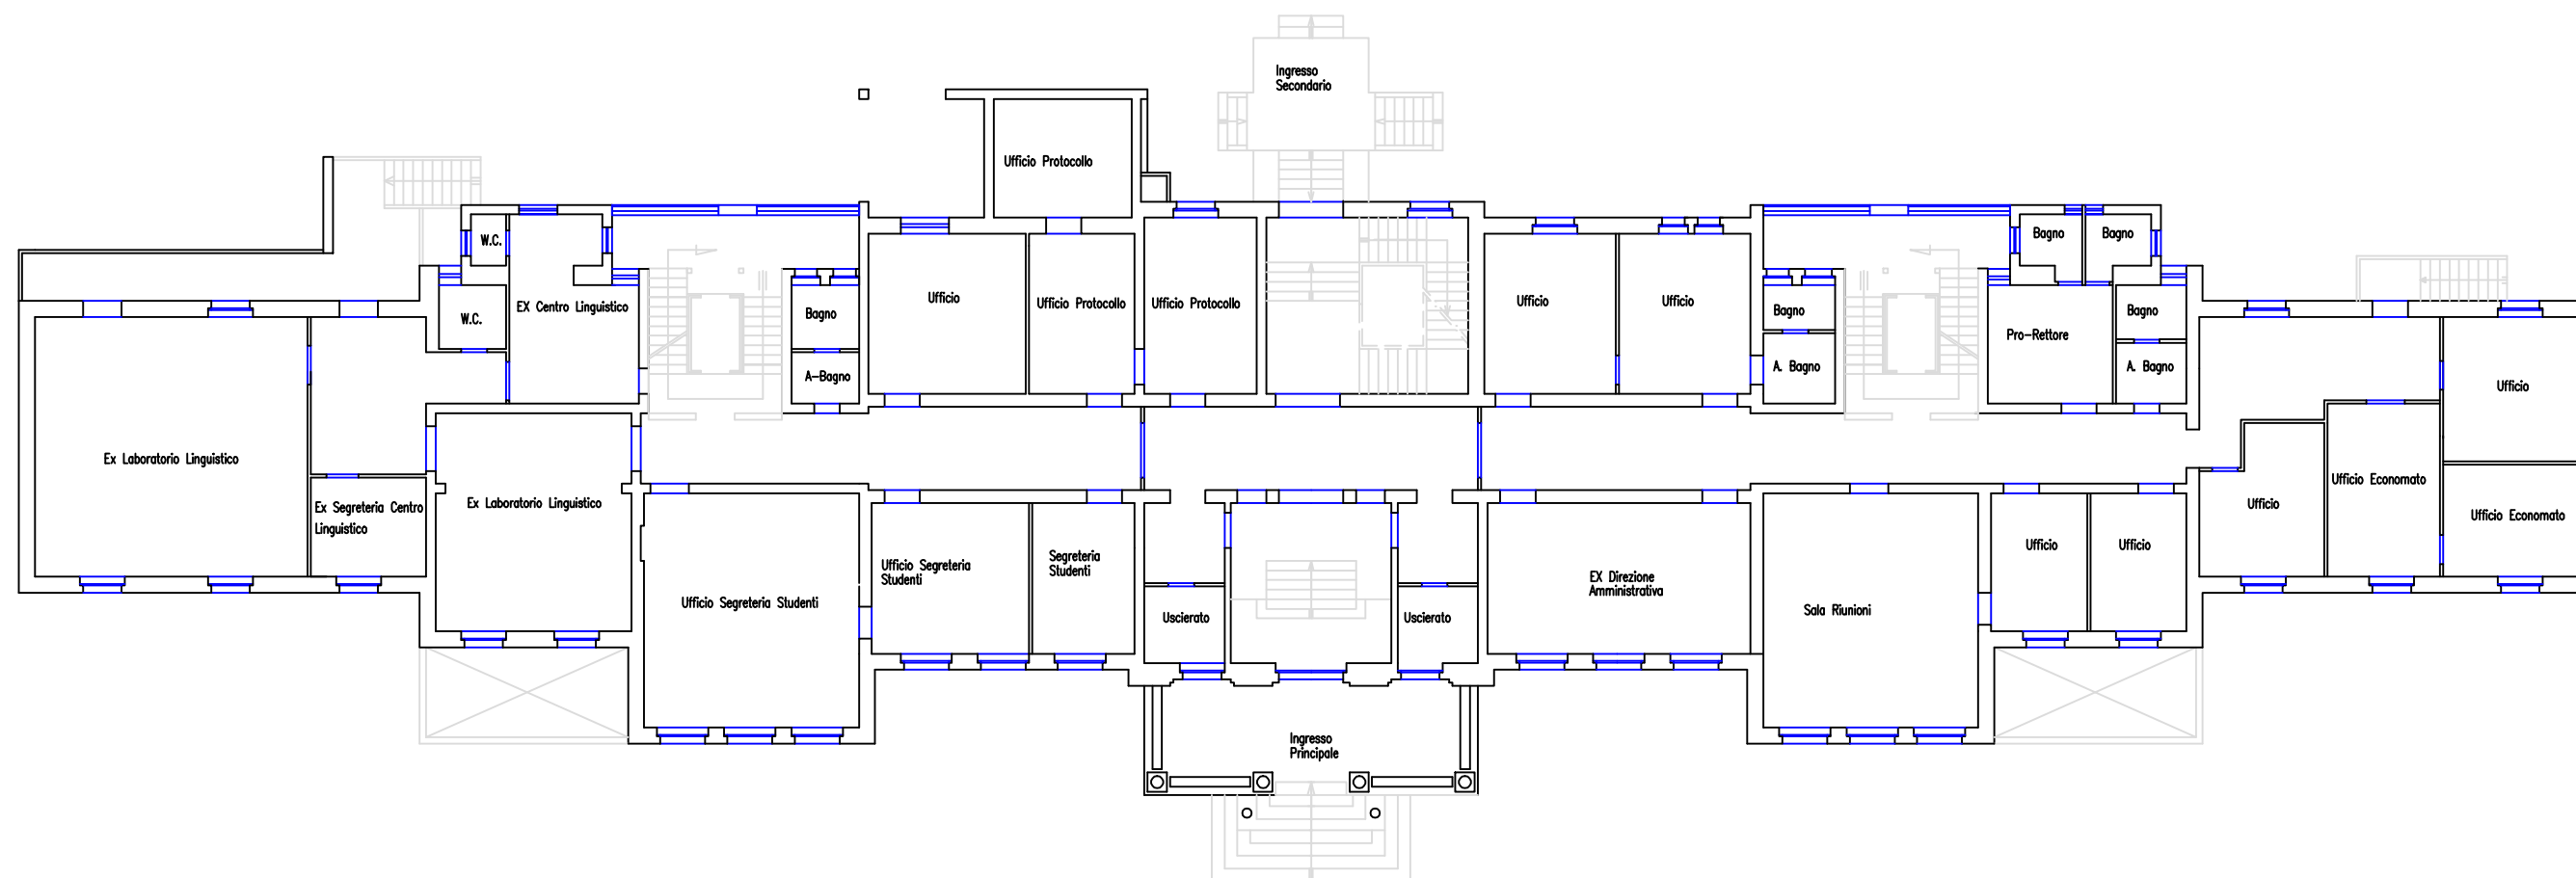 Ingresso
Secondario
Ufficio Protocollo
W.C.
Bagno
Bagno
Ufficio
Ufficio Protocollo
Ufficio Protocollo
Ufficio
Ufficio
EX Centro Linguistico
W.C.
Bagno
Bagno
Bagno
Pro-Rettore
A-Bagno
A. Bagno
A. Bagno
Ufficio
Ex Laboratorio Linguistico
Ex Laboratorio Linguistico
Ex Segreteria Centro
Linguistico
Ufficio Economato
Ufficio
Ufficio Economato
Ufficio Segreteria
Studenti
Segreteria
Studenti
Ufficio
Ufficio
EX Direzione
Amministrativa
Ufficio Segreteria Studenti
Uscierato
Uscierato
Sala Riunioni
Ingresso
Principale